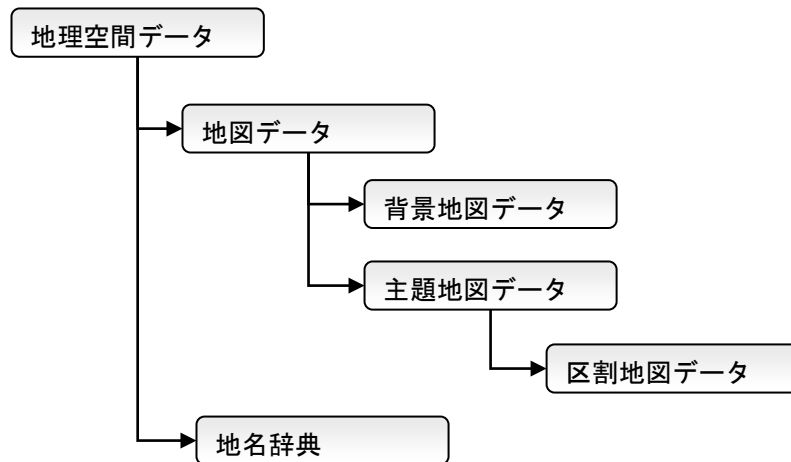 地理空間データ
地図データ
背景地図データ
主題地図データ
区割地図データ
地名辞典